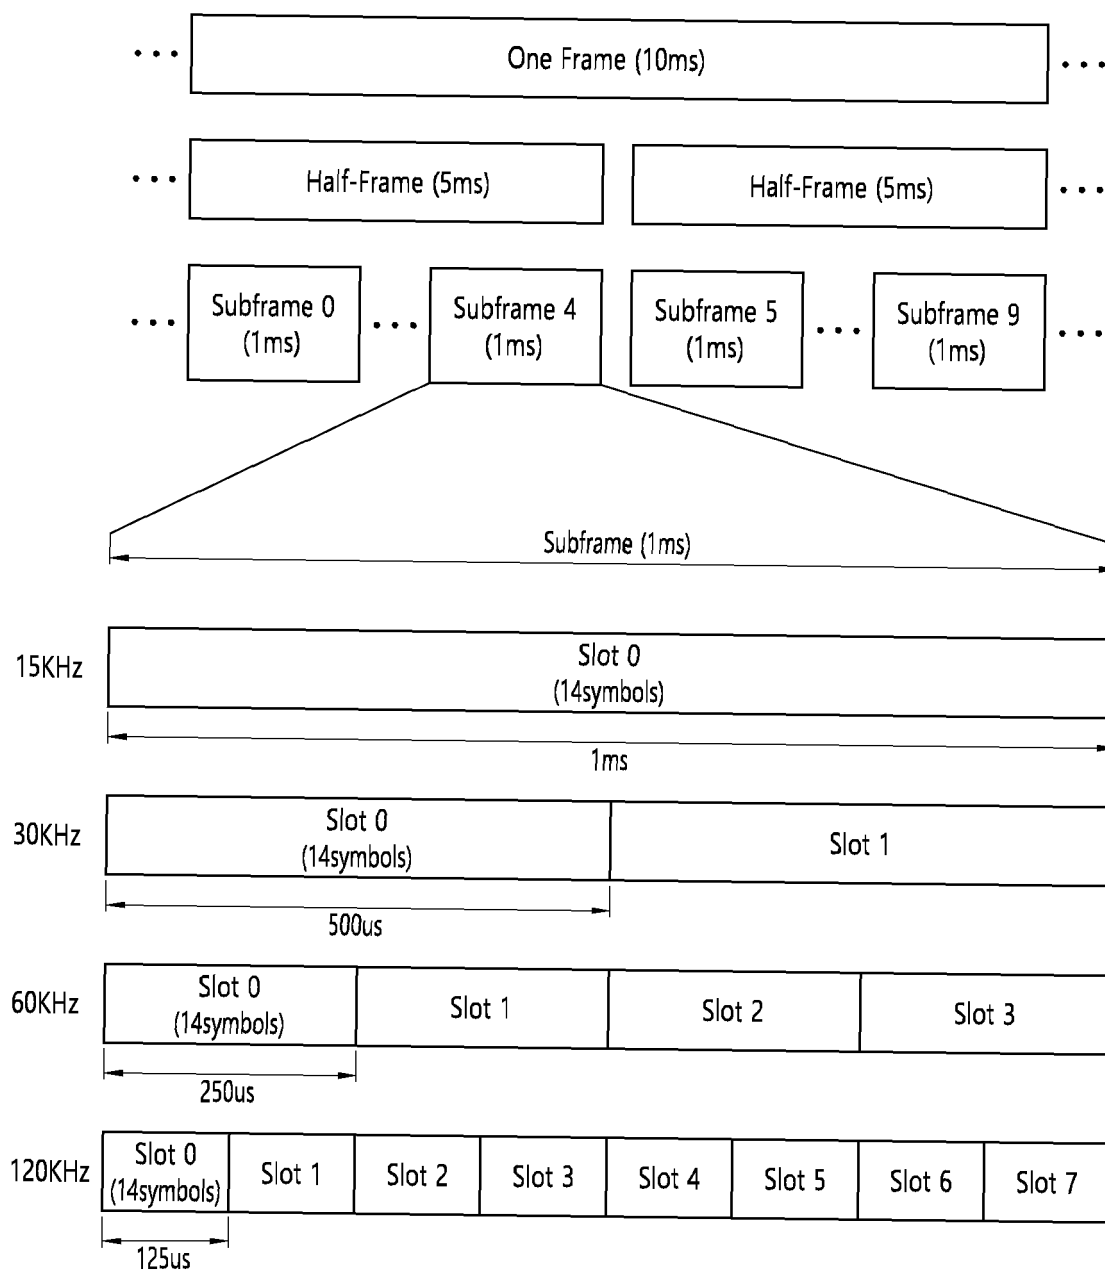 One Frame (10ms)
Half-Frame (5ms)
Half-Frame (5ms)
Subframe 0
(1ms)
Subframe 4
(1ms)
Subframe 5
(1ms)
Subframe 9
(1ms)
Subframe (1ms)
15KHz
Slot 0
(14symbols)
1ms
30KHz
Slot 0
(14symbols)
Slot 1
500us
60KHz
Slot 0
(14symbols)
Slot 1
Slot 2
Slot 3
250us
120KHz
Slot 0
(14symbols)
Slot 1
Slot 2
Slot 3
Slot 4
Slot 5
Slot 6
Slot 7
125us